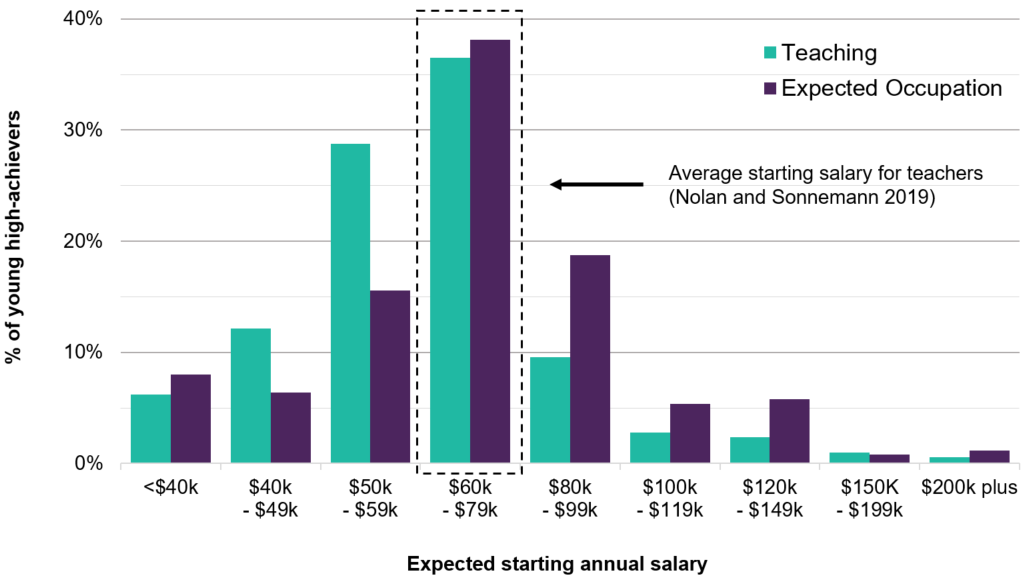 40%
Teaching
Expected Occupation
30%
Average starting salary for teachers
(Nolan and Sonnemann 2019)
20%
10%
0%
% of young high-achievers
<$40k
$40k
- $49k
$50k
- $59k
$60k
- $79k
$80k
- $99k
$100k
- $119k
$120k
- $149k
$150K
- $199k
$200k plus
Expected starting annual salary